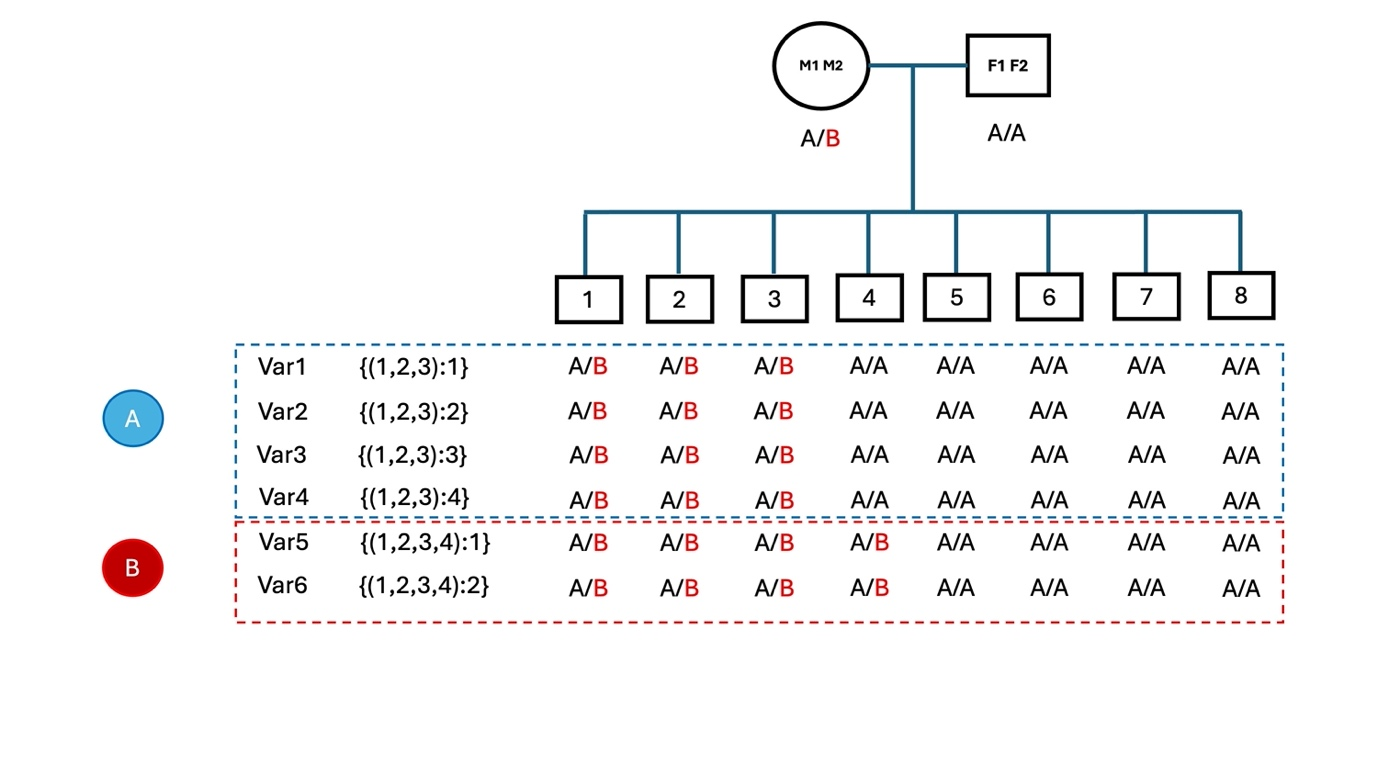 M1 M2 F1 F2
A/B A/A
1 2 3 4 5 6 7 8
Var1 {(1,2,3):1} A/B A/B A/B A/A A/A A/A A/A A/A
A
Var2 {(1,2,3):2} A/B A/B A/B A/A A/A A/A A/A A/A
Var3 {(1,2,3):3} A/B A/B A/B A/A A/A A/A A/A A/A
Var4 {(1,2,3):4} A/B A/B A/B A/A A/A A/A A/A A/A
B
Var5 {(1,2,3,4):1} A/B A/B A/B A/B A/A A/A A/A A/A
Var6 {(1,2,3,4):2} A/B A/B A/B A/B A/A A/A A/A A/A